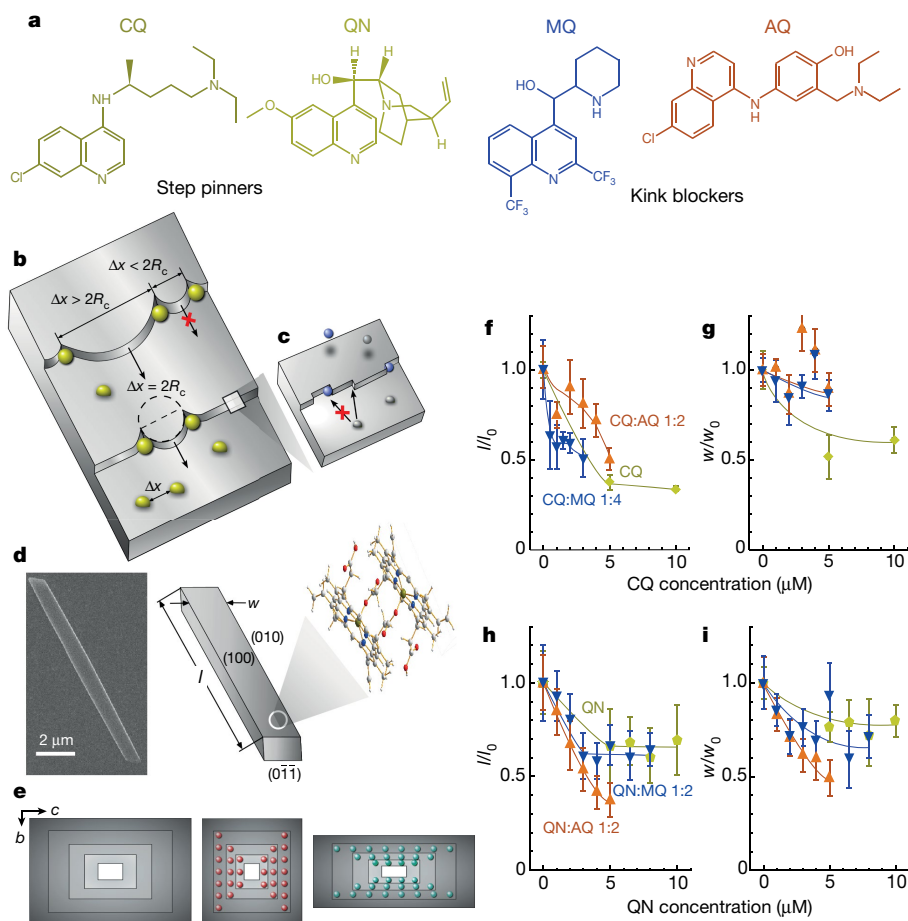 a
CQ
QN
MQ
AQ
HN
N
Cl
N
HO
H
H
N
O
N
H
HO
N
H
N
CF3
CF3
N
OH
N
N
H
Cl
Step pinners
Kink blockers
b
Δx < 2Rc
Δx > 2Rc
Δx = 2Rc
Δx
c
d
2 μm
w
l
(010)
(100)
(01̅1̅)
e
c
b
f
1.0
0.5
0
l/l0
CQ:AQ 1:2
CQ
CQ:MQ 1:4
0 5 10
g
1.0
0.5
0
w/w0
0 5 10
CQ concentration (μM)
h
1.0
0.5
0
l/l0
QN
QN:MQ 1:2
QN:AQ 1:2
0 5 10
i
1.0
0.5
0
w/w0
0 5 10
QN concentration (μM)